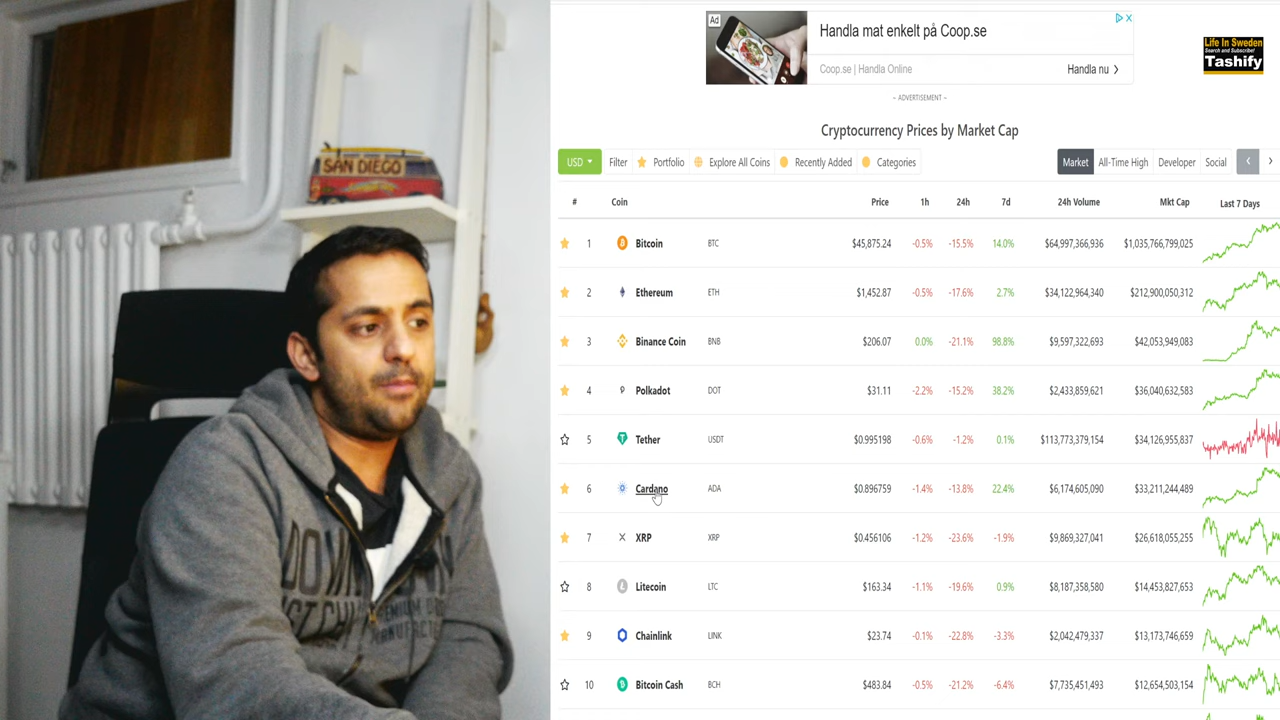 SAN DIEGO
Ad
Handla mat enkelt på Coop.se
Coop.se | Handla Online
Handla nu
– ADVERTISEMENT –
Life In Sweden
Search and Subscribe!
Tashify
Cryptocurrency Prices by Market Cap
USD Filter Portfolio Explore All Coins Recently Added Categories Market All-Time High Developer Social
# Coin Price 1h 24h 7d 24h Volume Mkt Cap Last 7 Days
1 Bitcoin BTC $45,875.24 -0.5% -15.5% 14.0% $64,997,366,936 $1,035,766,799,025
2 Ethereum ETH $1,452.87 -0.5% -17.6% 2.7% $34,122,964,340 $212,900,050,312
3 Binance Coin BNB $206.07 0.0% -21.1% 98.8% $9,597,322,693 $42,053,949,083
4 Polkadot DOT $31.11 -2.2% -15.2% 38.2% $2,433,859,621 $36,040,632,583
5 Tether USDT $0.995198 -0.6% -1.2% 0.1% $113,773,379,154 $34,126,955,837
6 Cardano ADA $0.896759 -1.4% -13.8% 22.4% $6,174,605,090 $33,211,244,489
7 XRP XRP $0.456106 -1.2% -23.6% -1.9% $9,869,327,041 $26,618,055,255
8 Litecoin LTC $163.34 -1.1% -19.6% 0.9% $8,187,358,580 $14,453,827,653
9 Chainlink LINK $23.74 -0.1% -22.8% -3.3% $2,042,479,337 $13,173,746,659
10 Bitcoin Cash BCH $483.84 -0.5% -21.2% -6.4% $7,735,451,493 $12,654,503,154